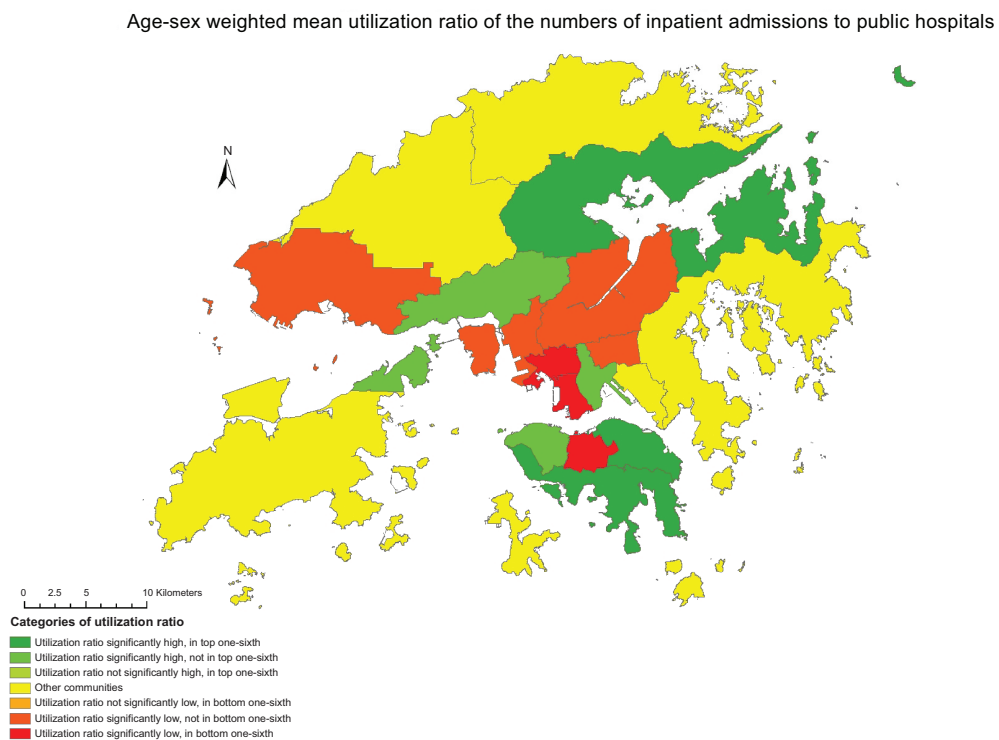 Age-sex weighted mean utilization ratio of the numbers of inpatient admissions to public hospitals
N
0 2.5 5 10 Kilometers
Categories of utilization ratio
Utilization ratio significantly high, in top one-sixth
Utilization ratio significantly high, not in top one-sixth
Utilization ratio not significantly high, in top one-sixth
Other communities
Utilization ratio not significantly low, in bottom one-sixth
Utilization ratio significantly low, not in bottom one-sixth
Utilization ratio significantly low, in bottom one-sixth